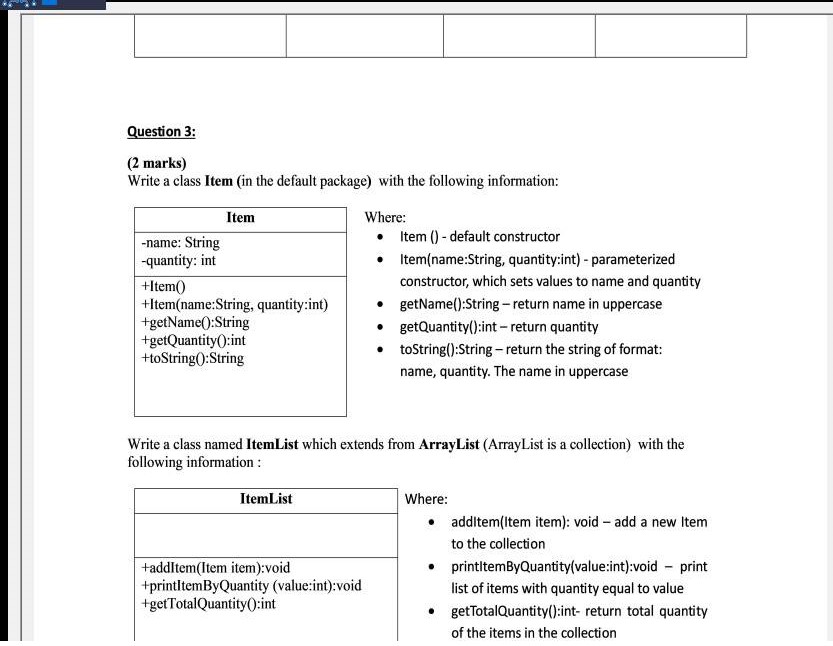 Question 3:
(2 marks)
Write a class Item (in the default package) with the following information:
Item
-name: String
-quantity: int
+Item()
+Item(name:String, quantity:int)
+getName():String
+getQuantity():int
+toString():String
Where:
• Item () - default constructor
• Item(name:String, quantity:int) - parameterized
constructor, which sets values to name and quantity
• getName():String – return name in uppercase
• getQuantity():int – return quantity
• toString():String – return the string of format:
name, quantity. The name in uppercase
Write a class named ItemList which extends from ArrayList (ArrayList is a collection) with the
following information :
ItemList
+addItem(Item item):void
+printItemByQuantity (value:int):void
+getTotalQuantity():int
Where:
• addItem(Item item): void – add a new Item
to the collection
• printItemByQuantity(value:int):void – print
list of items with quantity equal to value
• getTotalQuantity():int- return total quantity
of the items in the collection